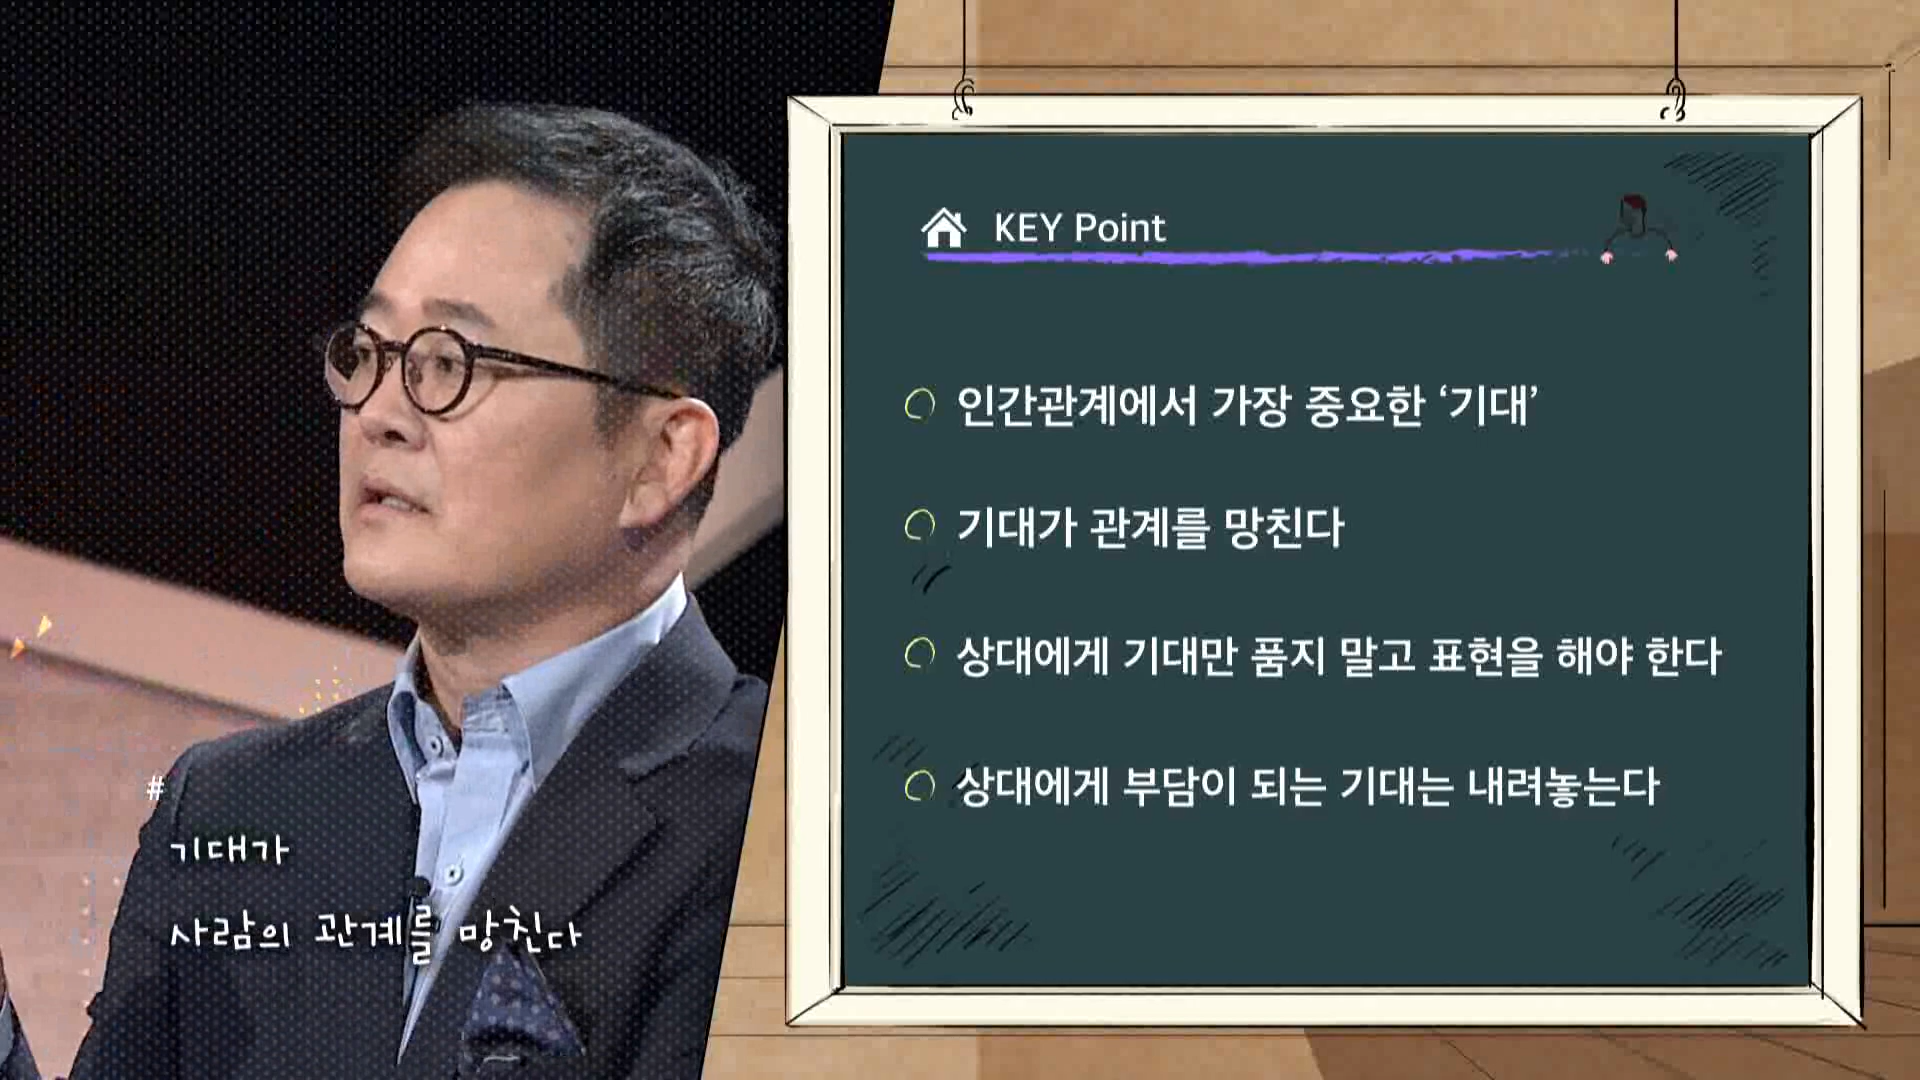 KEY Point
인간관계에서 가장 중요한 ‘기대’
기대가 관계를 망친다
상대에게 기대만 품지 말고 표현을 해야 한다
상대에게 부담이 되는 기대는 내려놓는다
#
기대가
사람의 관계를 망친다